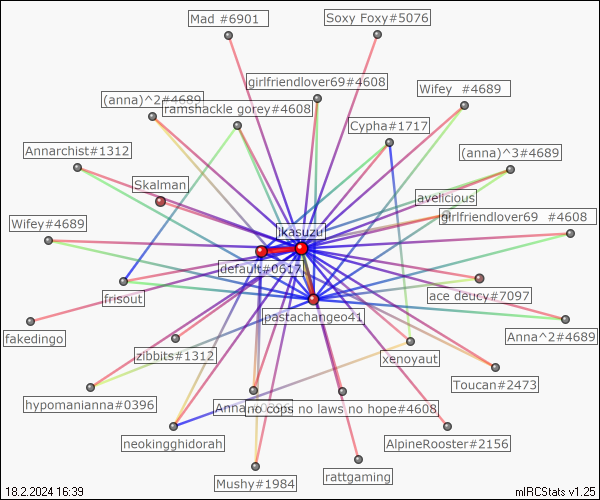 Mad #6901
Soxy Foxy#5076
girlfriendlover69#4608
Wifey  #4689
(anna)^2#4689
ramshackle gorey#4608
Cypha#1717
Annarchist#1312
(anna)^3#4689
Skalman
avelicious
Wifey#4689
girlfriendlover69  #4608
jkasuzu
default#0617
frisout
ace deucy#7097
pastachangeo41
fakedingo
Anna^2#4689
zibbits#1312
xenoyaut
Toucan#2473
hypomanianna#0396
no cops no laws no hope#4608
neokingghidorah
AlpineRooster#2156
Mushy#1984
rattgaming
18.2.2024 16:39
mIRCStats v1.25